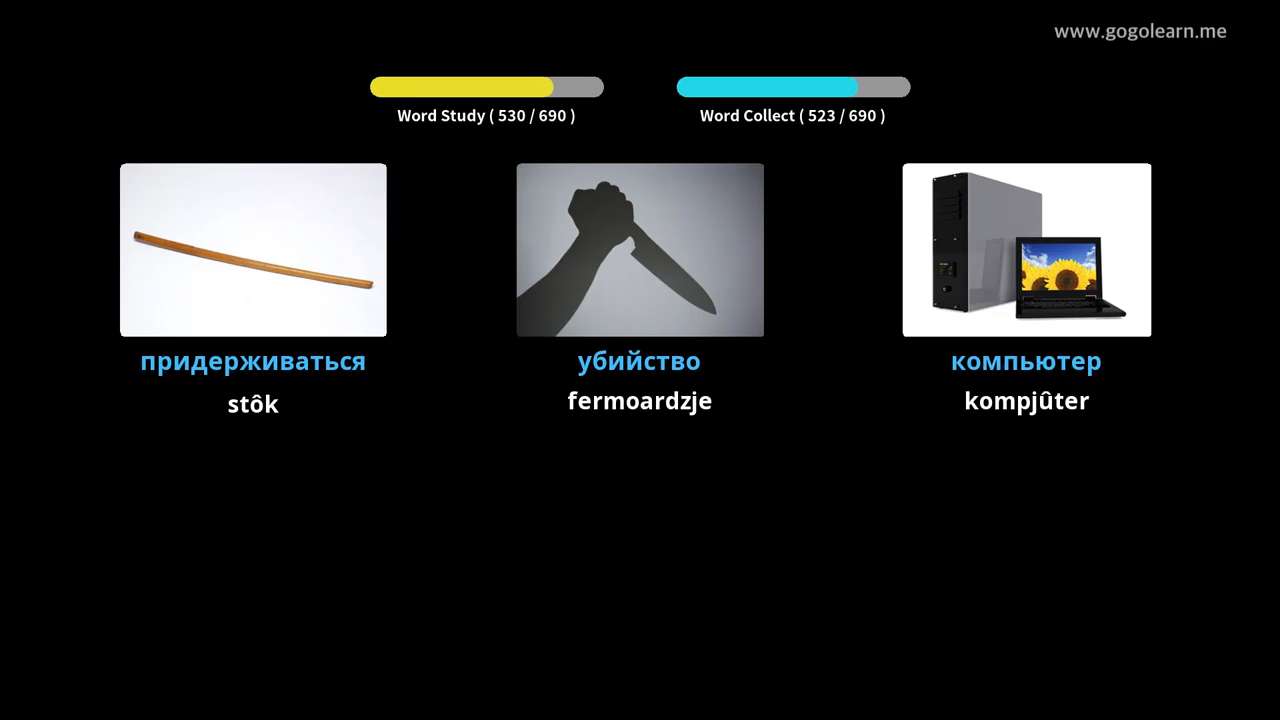 www.gogolearn.me
Word Study ( 530 / 690 )
Word Collect ( 523 / 690 )
придерживаться
убийство
компьютер
stôk
fermoardzje
kompjûter